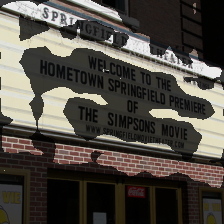 SPRINGFIELD THEATER
WELCOME TO THE
HOMETOWN SPRINGFIELD PREMIERE
OF
THE SIMPSONS MOVIE